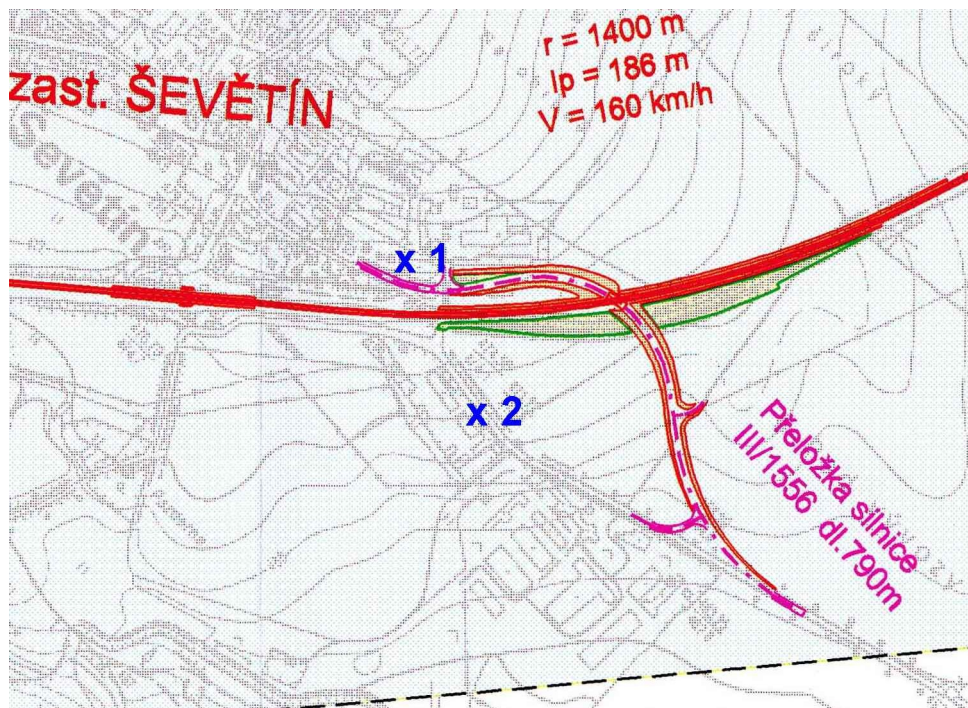 zast. ŠEVĚTÍN
r = 1400 m
lp = 186 m
V = 160 km/h
x 1
x 2
Přeložka silnice
III/1556 dl.790m